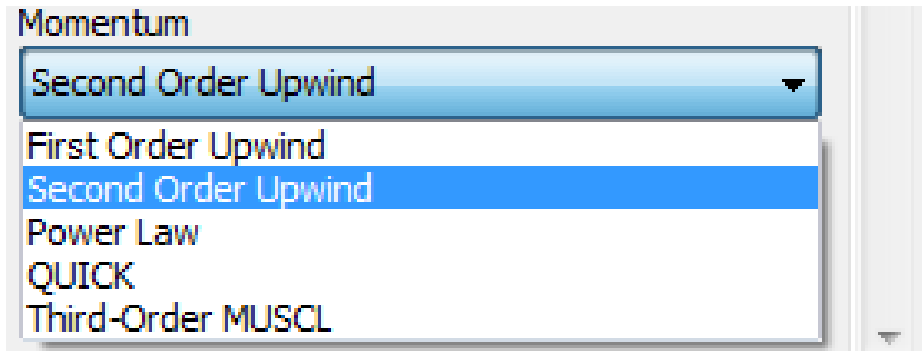 Momentum
Second Order Upwind
First Order Upwind
Second Order Upwind
Power Law
QUICK
Third-Order MUSCL